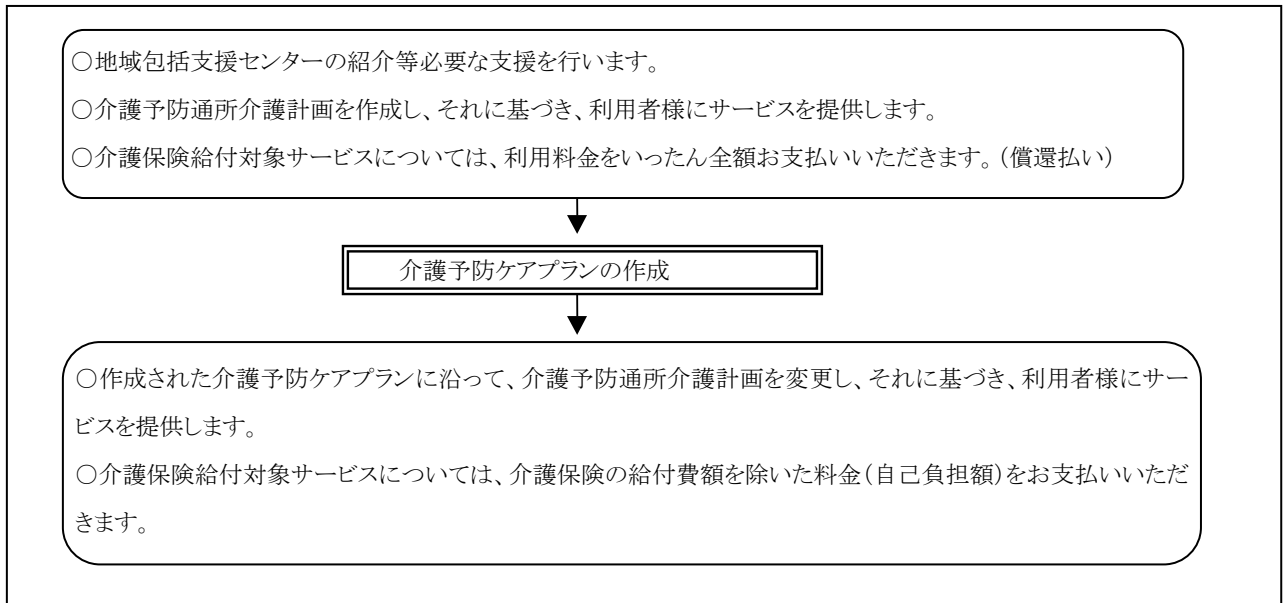 〇地域包括支援センターの紹介等必要な支援を行います。
〇介護予防通所介護計画を作成し、それに基づき、利用者様にサービスを提供します。
〇介護保険給付対象サービスについては、利用料金をいったん全額お支払いいただきます。（償還払い）
介護予防ケアプランの作成
〇作成された介護予防ケアプランに沿って、介護予防通所介護計画を変更し、それに基づき、利用者様にサー
ビスを提供します。
〇介護保険給付対象サービスについては、介護保険の給付費額を除いた料金（自己負担額）をお支払いいただ
きます。